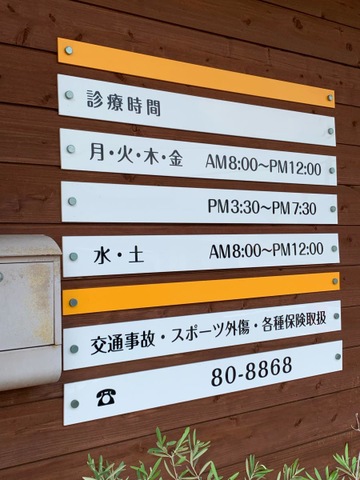 診療時間
月・火・木・金 AM8:00〜PM12:00
PM3:30〜PM7:30
水・土 AM8:00〜PM12:00
交通事故・スポーツ外傷・各種保険取扱
☎ 80-8868